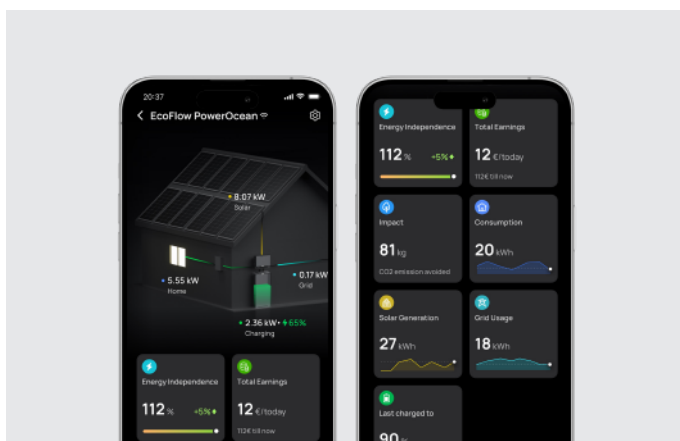 20:37
EcoFlow PowerOcean
8.07 kW
Solar
5.55 kW
Home
0.17 kW
Grid
2.36 kW 65%
Charging
Energy Independence
112 % +5%
Total Earnings
12 €/today
112€ till now
Energy Independence
112 % +5%
Total Earnings
12 €/today
112€ till now
Impact
81 kg
CO2 emission avoided
Consumption
20 kWh
Solar Generation
27 kWh
Grid Usage
18 kWh
Last charged to
90 %